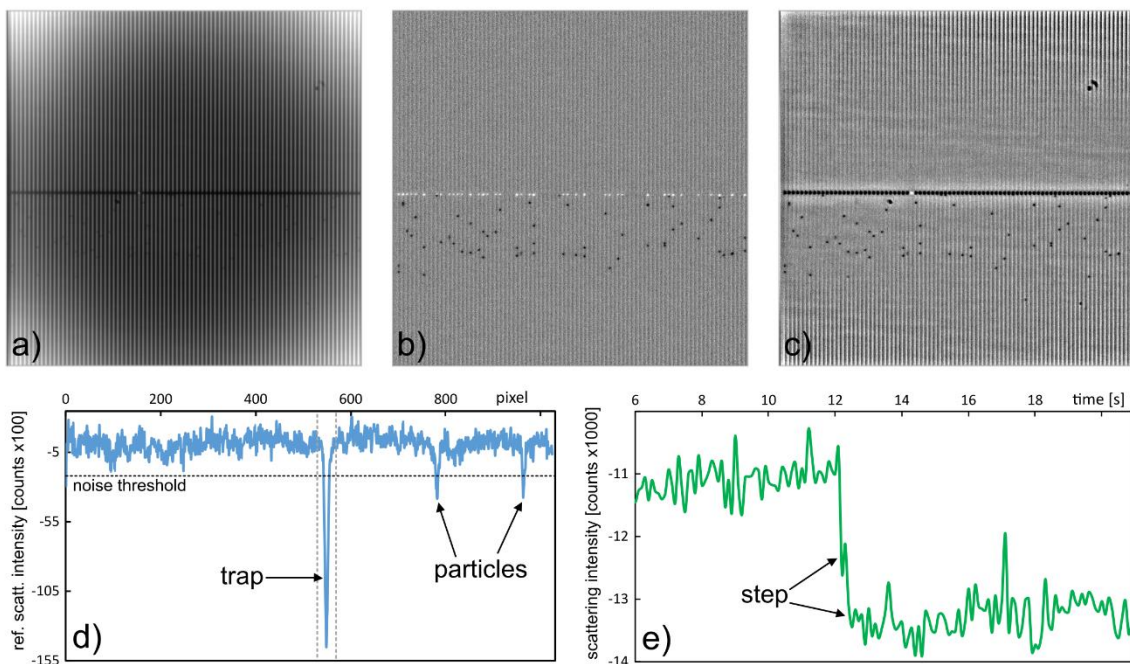 a)
b)
c)
0 200 400 600 800 pixel
ref. scatt. intensity [counts x100]
-5
-55
-105
-155
noise threshold
trap
particles
d)
6 8 10 12 14 16 18 time [s]
scattering intensity [counts x1000]
-11
-12
-13
-14
step
e)